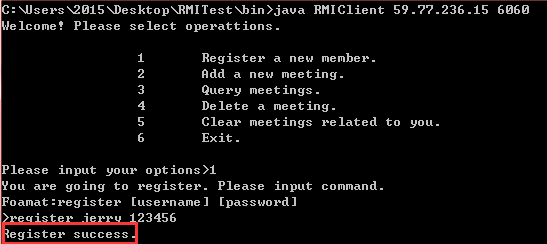 C:\Users\2015\Desktop\RMITest\bin>java RMIClient 59.77.236.15 6060
Welcome! Please select operattions.
1 Register a new member.
2 Add a new meeting.
3 Query meetings.
4 Delete a meeting.
5 Clear meetings related to you.
6 Exit.
Please input your options>1
You are going to register. Please input command.
Foamat:register [username] [password]
>register jerry 123456
Register success.